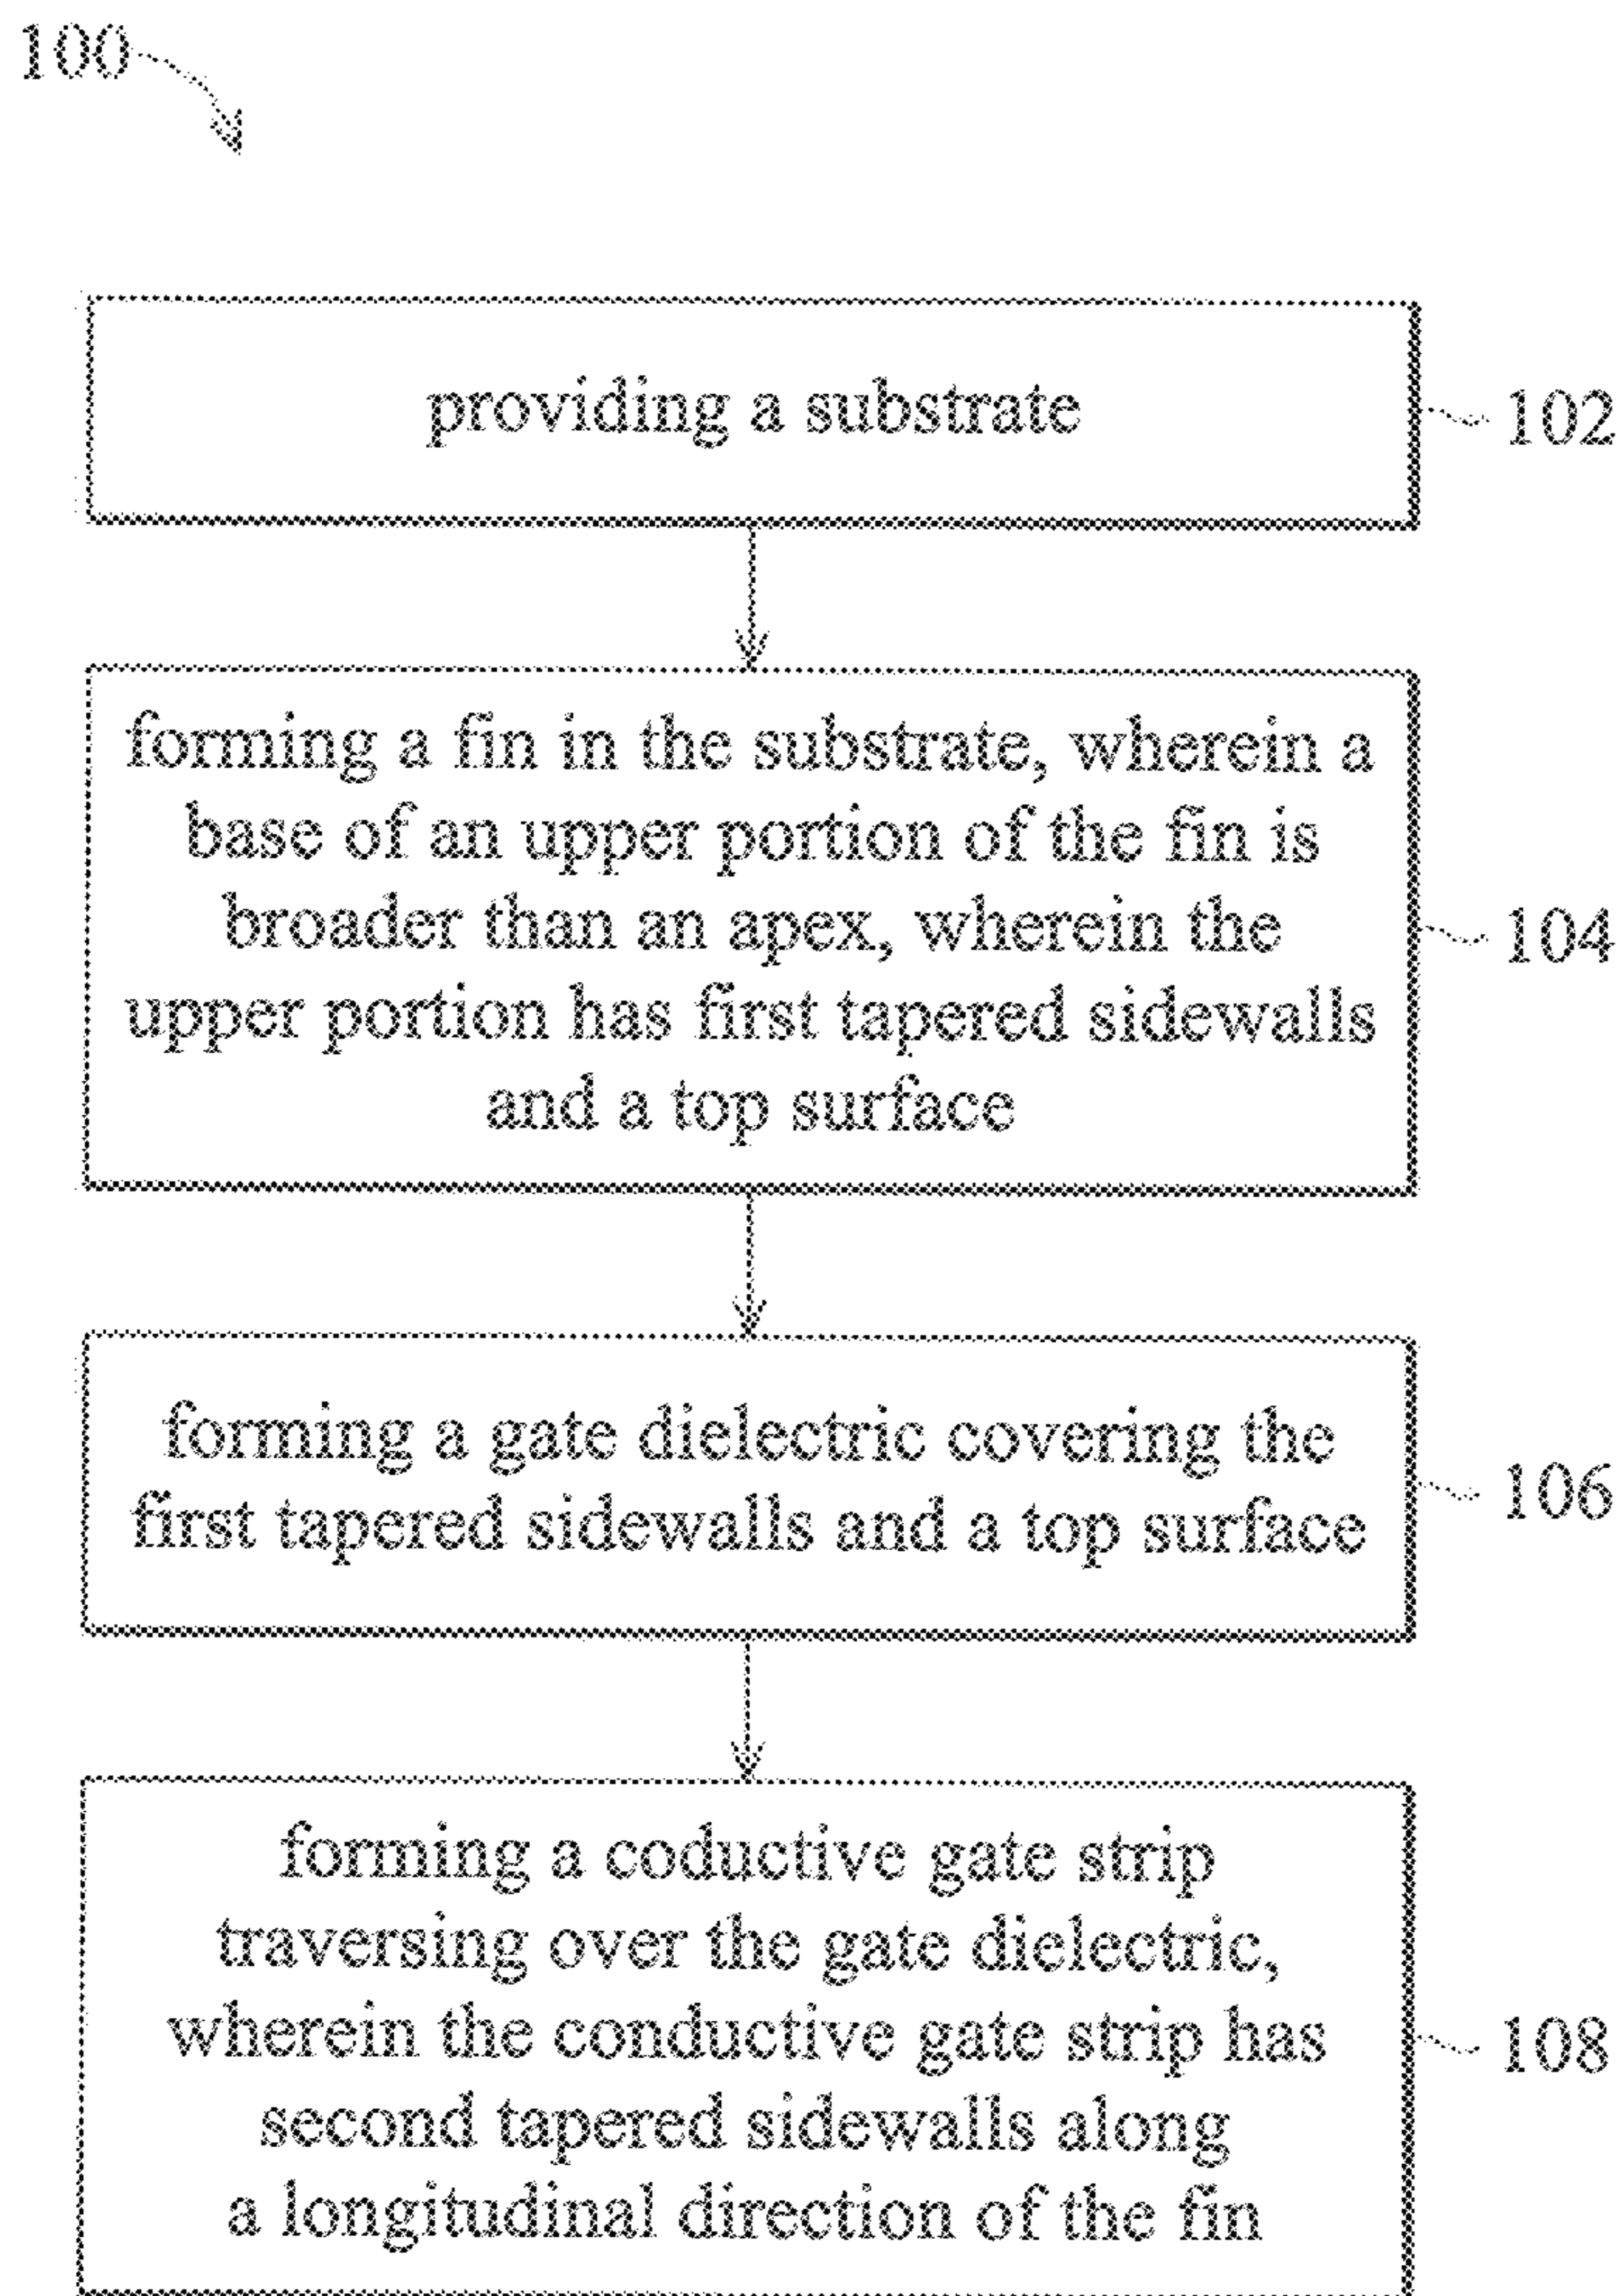 100
providing a substrate
102
forming a fin in the substrate, wherein a
base of an upper portion of the fin is
broader than an apex, wherein the
upper portion has first tapered sidewalls
and a top surface
104
forming a gate dielectric covering the
first tapered sidewalls and a top surface
106
forming a coductive gate strip
traversing over the gate dielectric,
wherein the conductive gate strip has
second tapered sidewalls along
a longitudinal direction of the fin
108